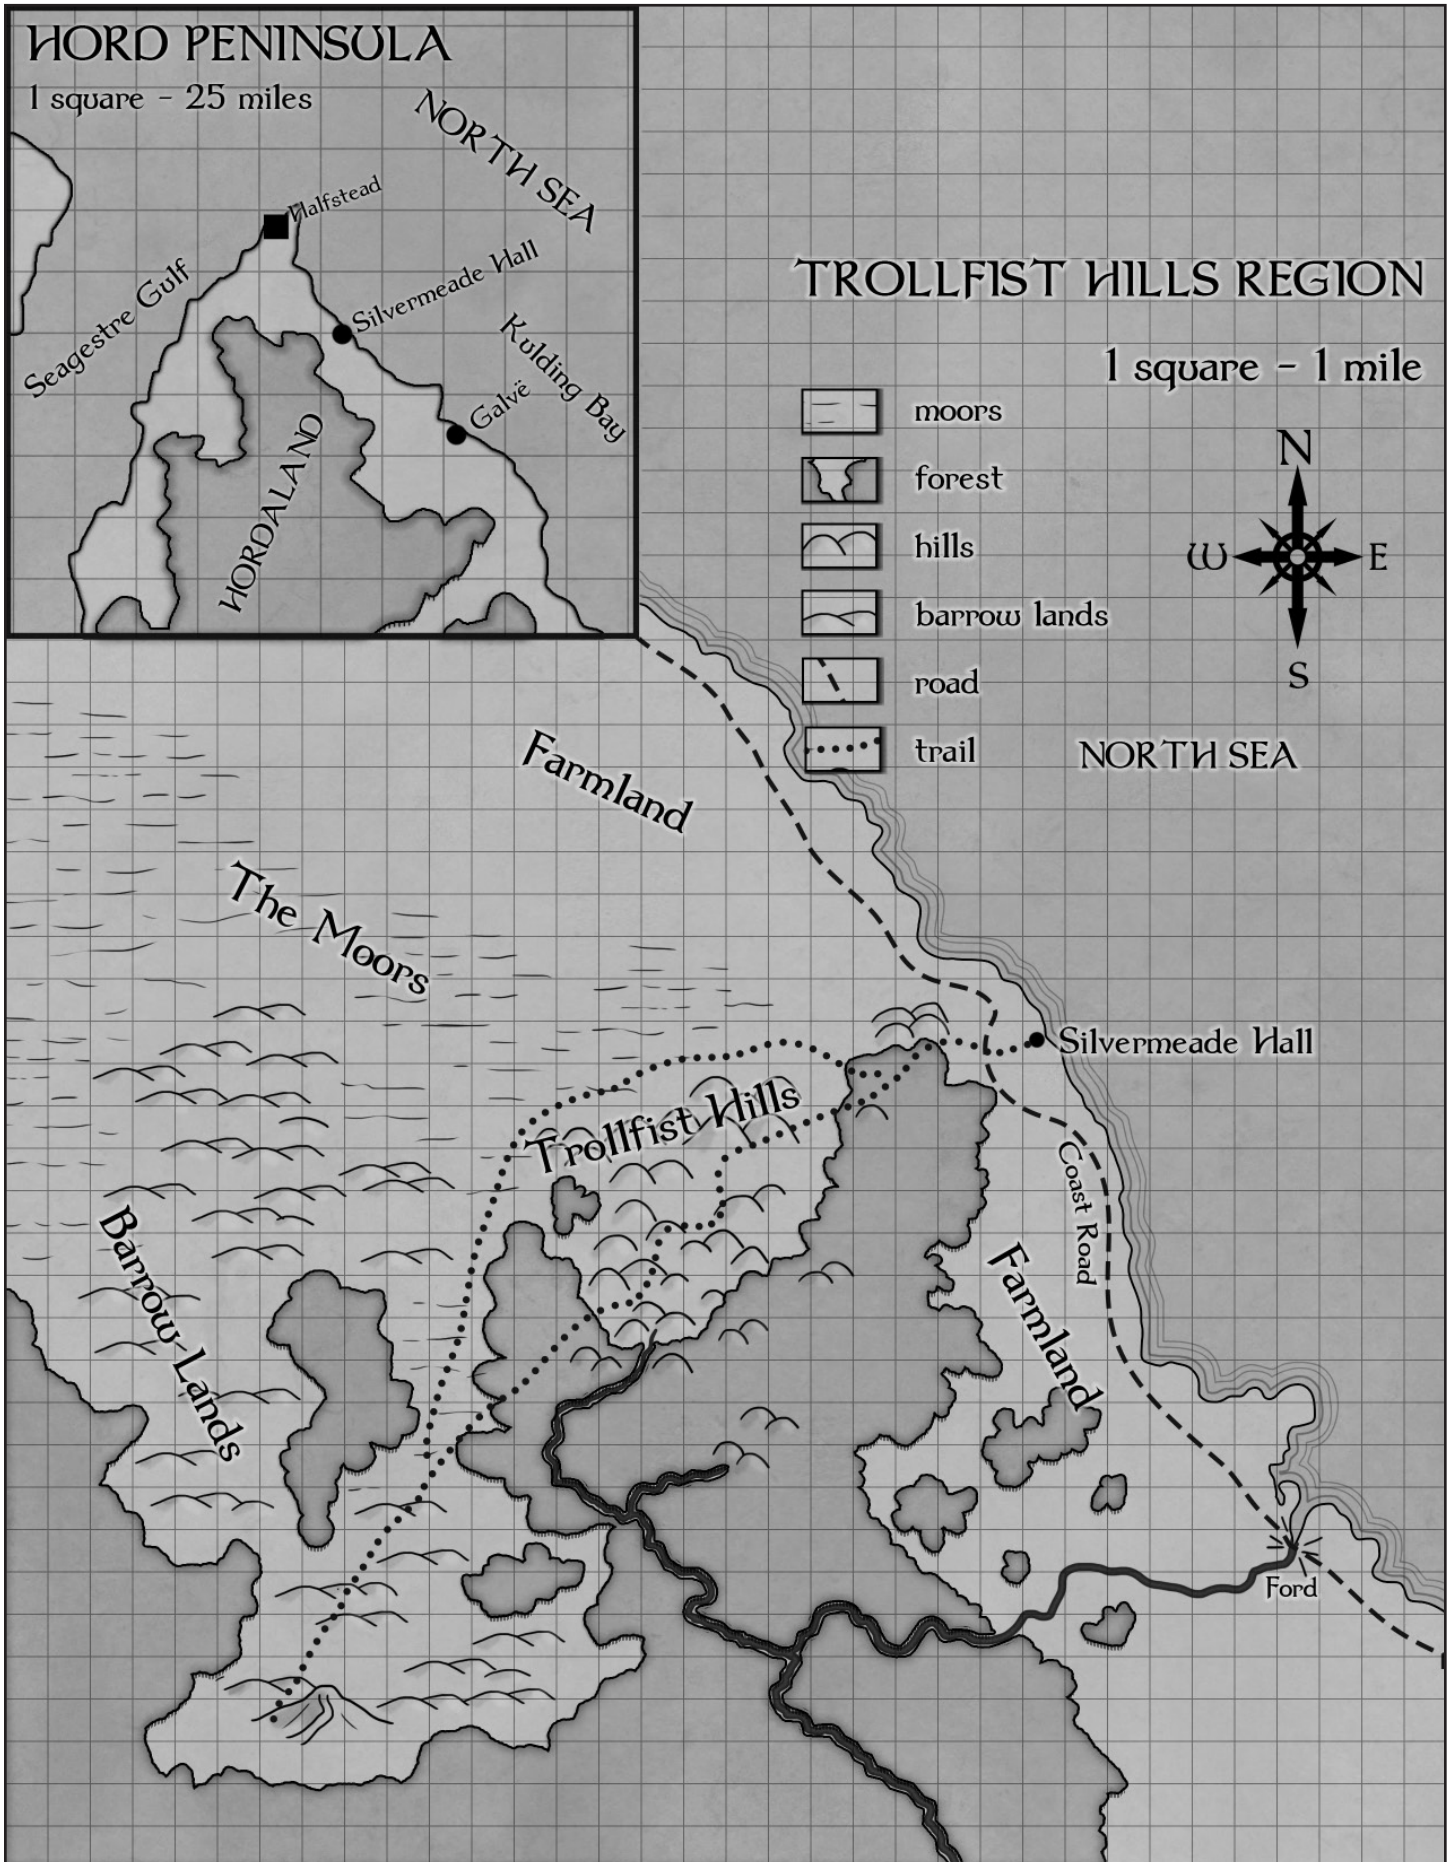 HORD PENINSULA
1 square - 25 miles
NORTH SEA
Halfstead
Seagestre Gulf
Silvermeade Hall
Kulding Bay
Galvë
HORDALAND
TROLLFIST HILLS REGION
1 square - 1 mile
moors
forest
hills
barrow lands
road
trail
N
W
E
S
NORTH SEA
Farmland
The Moors
Silvermeade Hall
Trollfist Hills
Coast Road
Barrow-Lands
Farmland
Ford